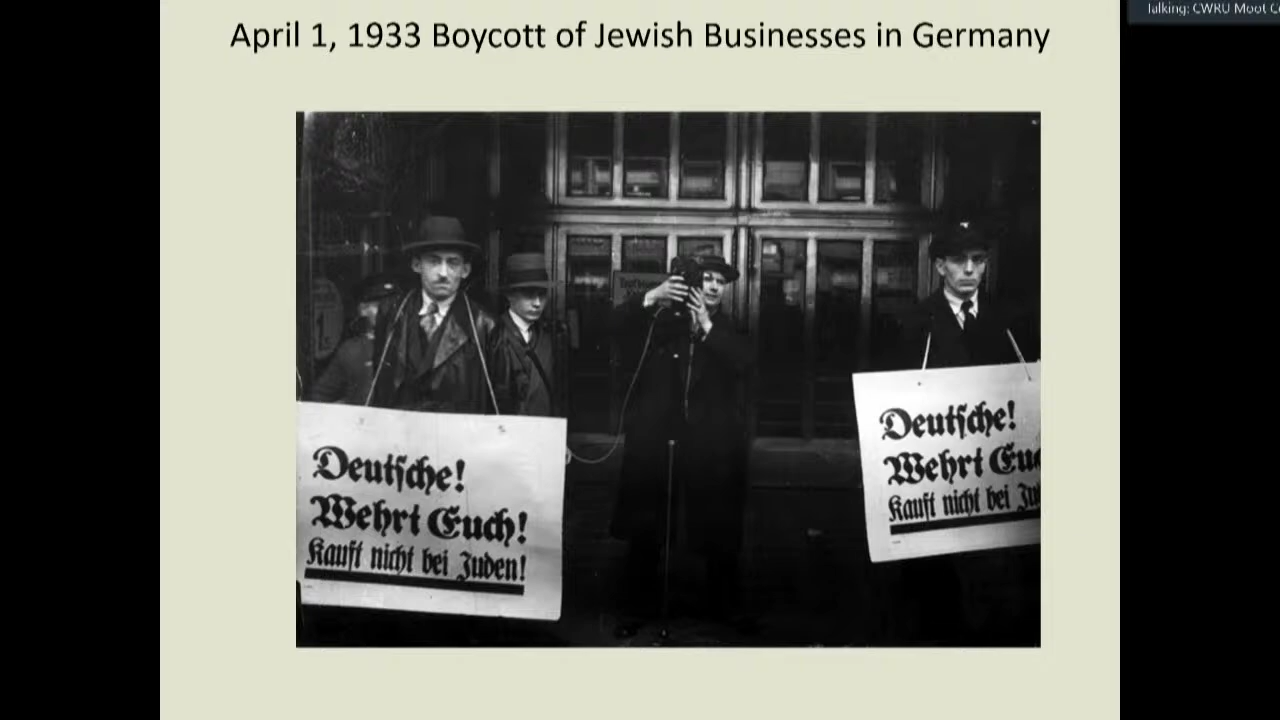 Talking: CWRU Moot C
April 1, 1933 Boycott of Jewish Businesses in Germany
Deutsche!
Wehrt Euch!
Kauft nicht bei Juden!
Deutsche!
Wehrt Euc
Kauft nicht bei Ju